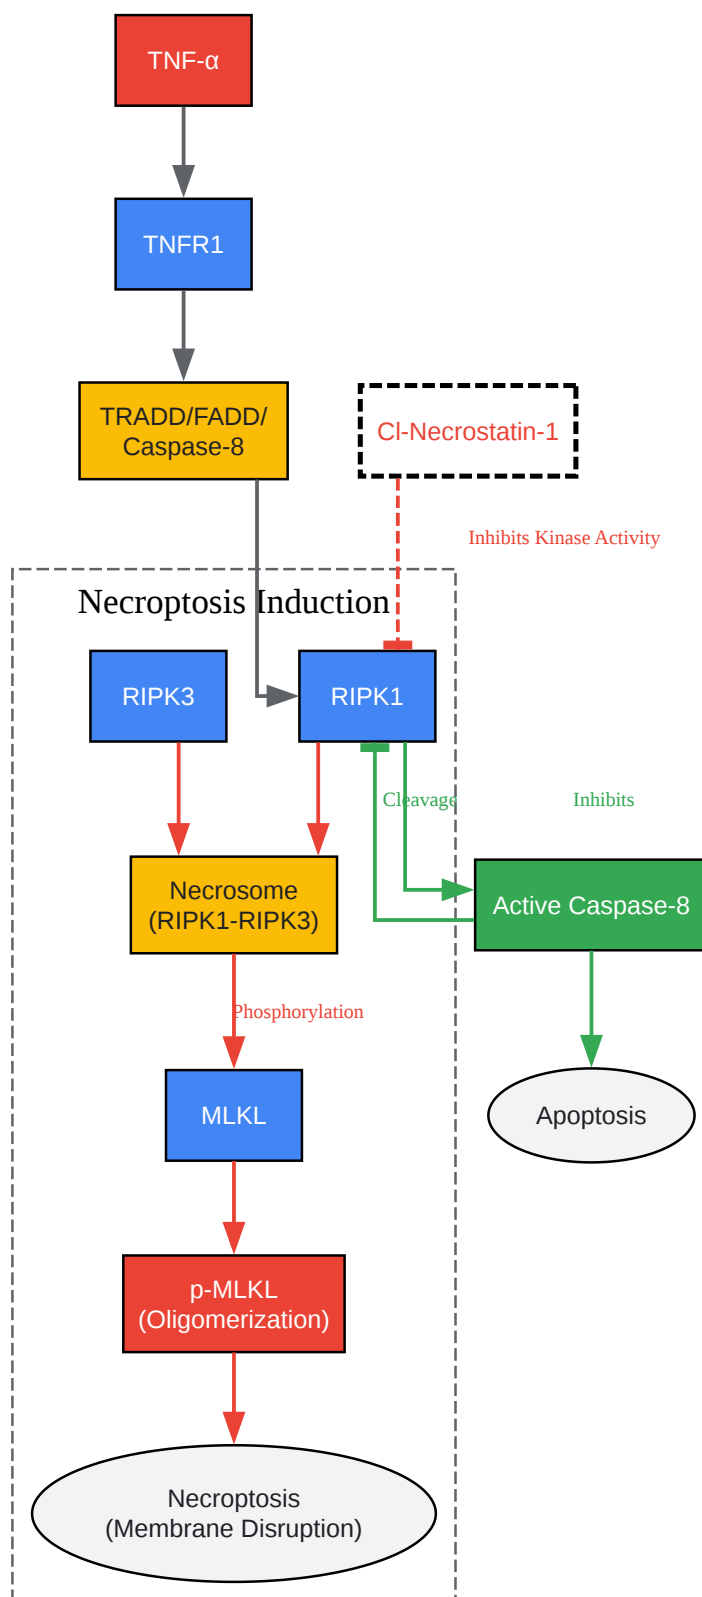 TNF-α
TNFR1
TRADD/FADD/
Caspase-8
Cl-Necrostatin-1
Inhibits Kinase Activity
Necroptosis Induction
RIPK3
RIPK1
Cleavage
Inhibits
Necrosome
(RIPK1-RIPK3)
Active Caspase-8
Phosphorylation
MLKL
Apoptosis
p-MLKL
(Oligomerization)
Necroptosis
(Membrane Disruption)